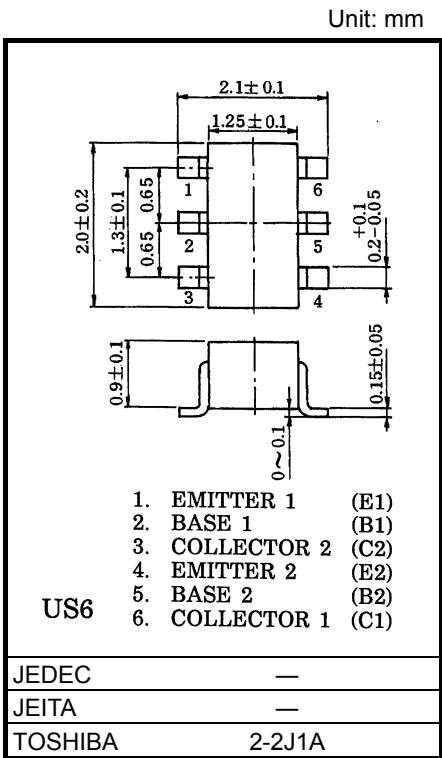 Unit: mm
2.1± 0.1
1.25±0.1
1
6
2.0±0.2
1.3±0.1
0.65
0.65
2
5
+0.1
0.2-0.05
3
4
0.9±0.1
0.15±0.05
0~0.1
1. EMITTER 1 (E1)
2. BASE 1 (B1)
3. COLLECTOR 2 (C2)
4. EMITTER 2 (E2)
5. BASE 2 (B2)
US6 6. COLLECTOR 1 (C1)
JEDEC —
JEITA —
TOSHIBA 2-2J1A